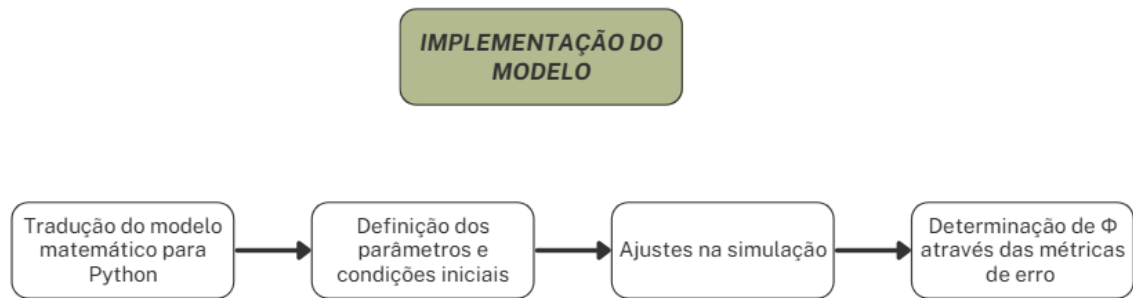 IMPLEMENTAÇÃO DO
MODELO
Tradução do modelo
matemático para
Python
Definição dos
parâmetros e
condições iniciais
Ajustes na simulação
Determinação de Φ
através das métricas
de erro